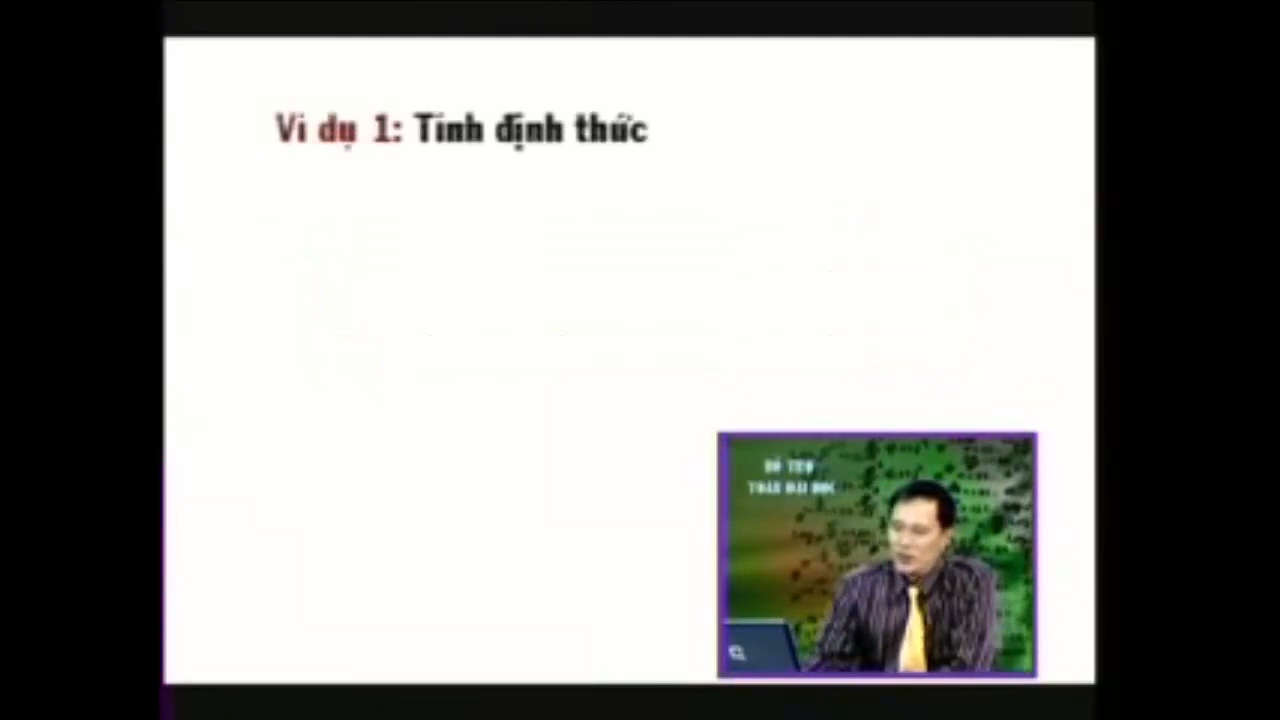 Ví dụ 1: Tính định thức